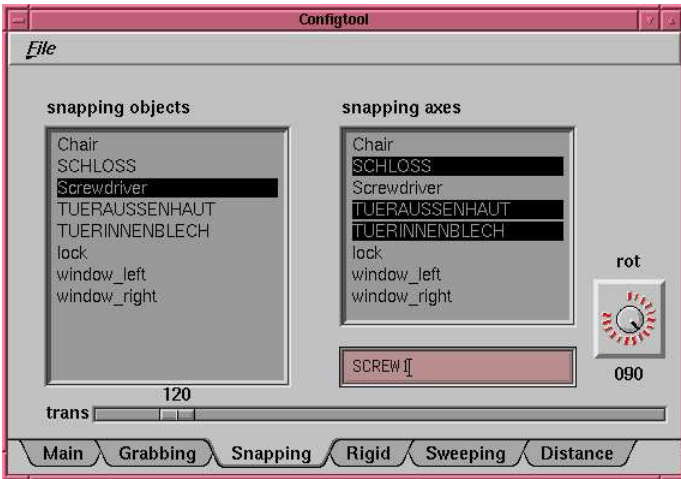 Configtool
File
snapping objects
Chair
SCHLOSS
Screwdriver
TUERAUSSENHAUT
TUERINNENBLECH
lock
window_left
window_right
snapping axes
Chair
SCHLOSS
Screwdriver
TUERAUSSENHAUT
TUERINNENBLECH
lock
window_left
window_right
SCREW1
rot
090
120
trans
Main Grabbing Snapping Rigid Sweeping Distance